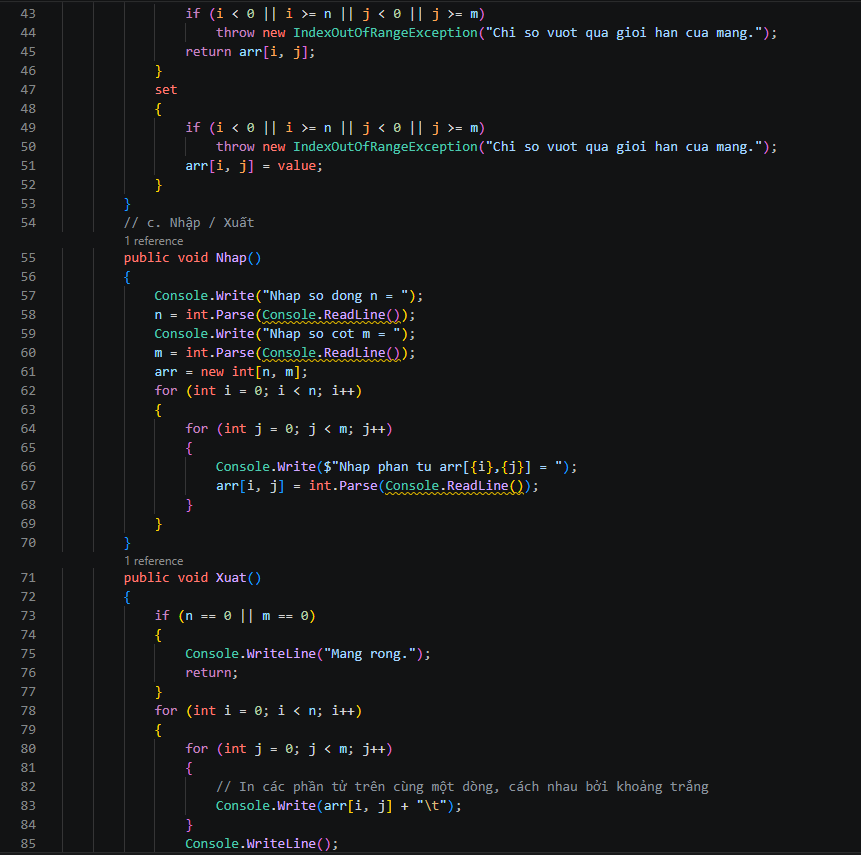 43 if (i < 0 || i >= n || j < 0 || j >= m)
44 throw new IndexOutOfRangeException("Chi so vuot qua gioi han cua mang.");
45 return arr[i, j];
46 }
47 set
48 {
49 if (i < 0 || i >= n || j < 0 || j >= m)
50 throw new IndexOutOfRangeException("Chi so vuot qua gioi han cua mang.");
51 arr[i, j] = value;
52 }
53 }
54 // c. Nhập / Xuất
1 reference
55 public void Nhap()
56 {
57 Console.Write("Nhap so dong n = ");
58 n = int.Parse(Console.ReadLine());
59 Console.Write("Nhap so cot m = ");
60 m = int.Parse(Console.ReadLine());
61 arr = new int[n, m];
62 for (int i = 0; i < n; i++)
63 {
64 for (int j = 0; j < m; j++)
65 {
66 Console.Write($"Nhap phan tu arr[{i},{j}] = ");
67 arr[i, j] = int.Parse(Console.ReadLine());
68 }
69 }
70 }
1 reference
71 public void Xuat()
72 {
73 if (n == 0 || m == 0)
74 {
75 Console.WriteLine("Mang rong.");
76 return;
77 }
78 for (int i = 0; i < n; i++)
79 {
80 for (int j = 0; j < m; j++)
81 {
82 // In các phần tử trên cùng một dòng, cách nhau bởi khoảng trắng
83 Console.Write(arr[i, j] + "\t");
84 }
85 Console.WriteLine();